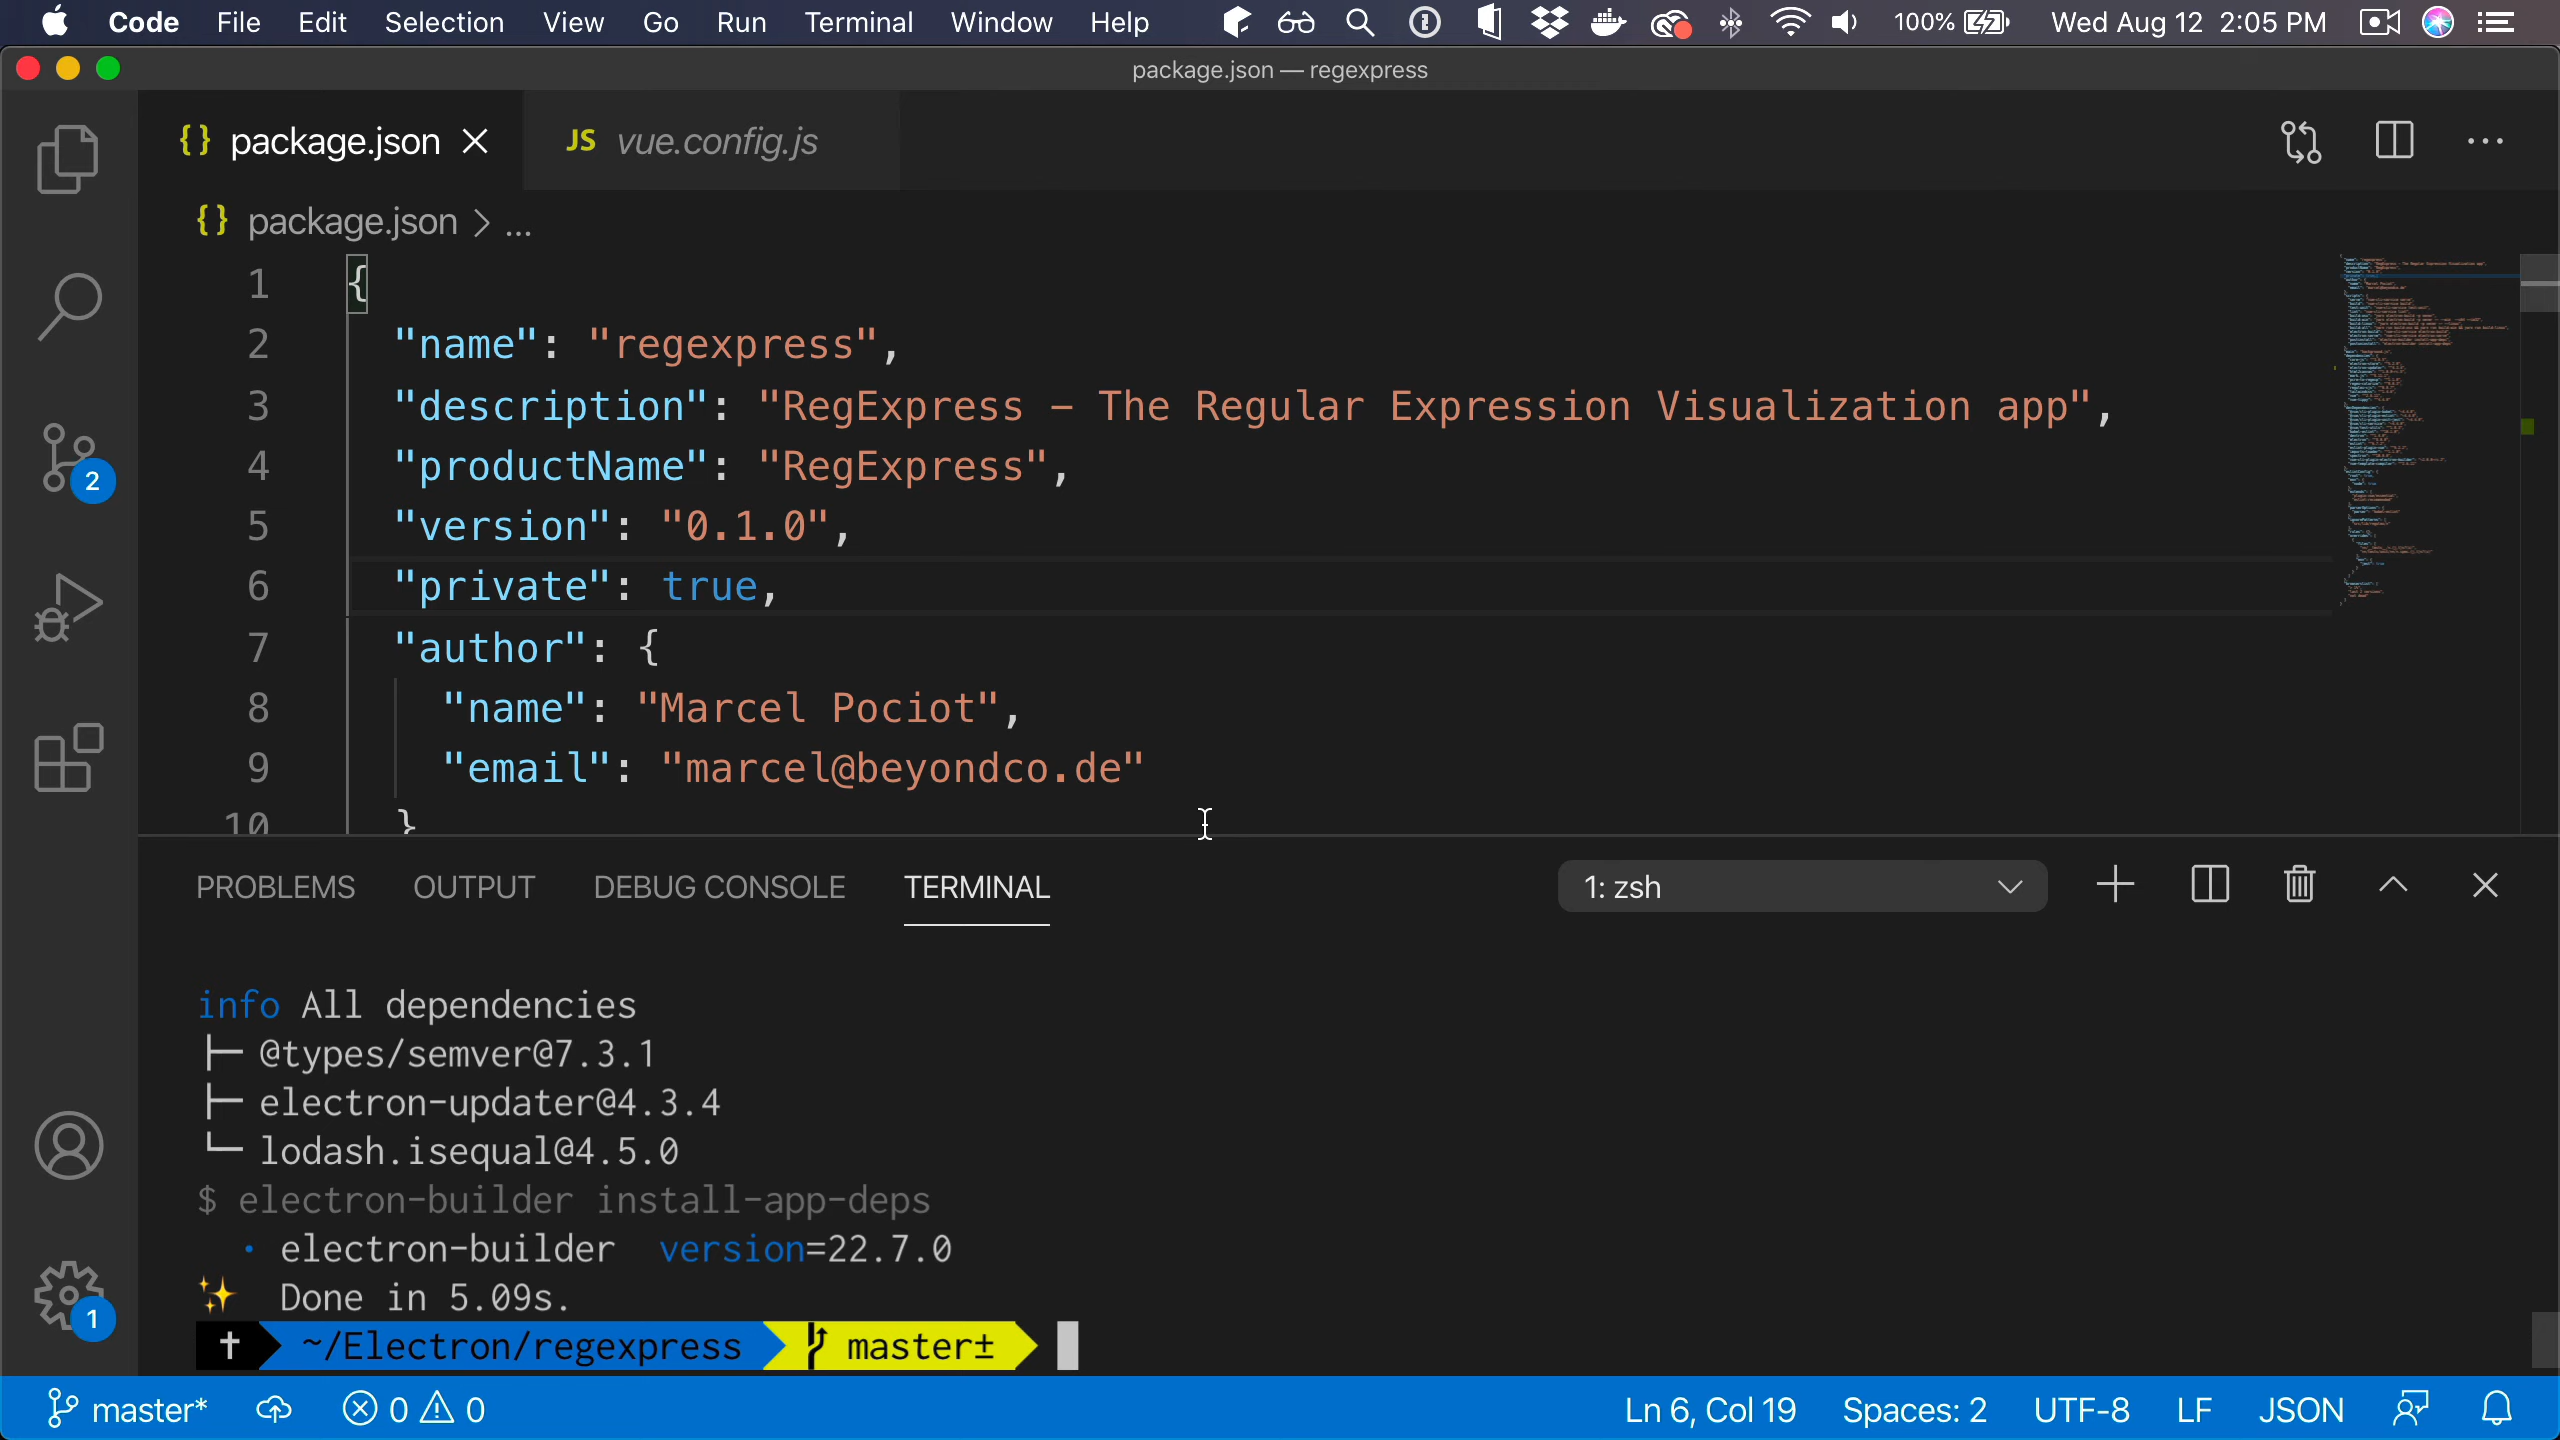 Code File Edit Selection View Go Run Terminal Window Help 100% Wed Aug 12 2:05 PM
package.json — regexpress
{} package.json JS vue.config.js
{} package.json > ...
1 {
2 "name": "regexpress",
3 "description": "RegExpress – The Regular Expression Visualization app",
4 "productName": "RegExpress",
5 "version": "0.1.0",
6 "private": true,
7 "author": {
8 "name": "Marcel Pociot",
9 "email": "marcel@beyondco.de"
10 }
2
1
PROBLEMS OUTPUT DEBUG CONSOLE TERMINAL 1: zsh
info All dependencies
├─ @types/semver@7.3.1
├─ electron-updater@4.3.4
└─ lodash.isequal@4.5.0
$ electron-builder install-app-deps
• electron-builder version=22.7.0
✨ Done in 5.09s.
✝ ~/Electron/regexpress master±
master* 0 0 Ln 6, Col 19 Spaces: 2 UTF-8 LF JSON